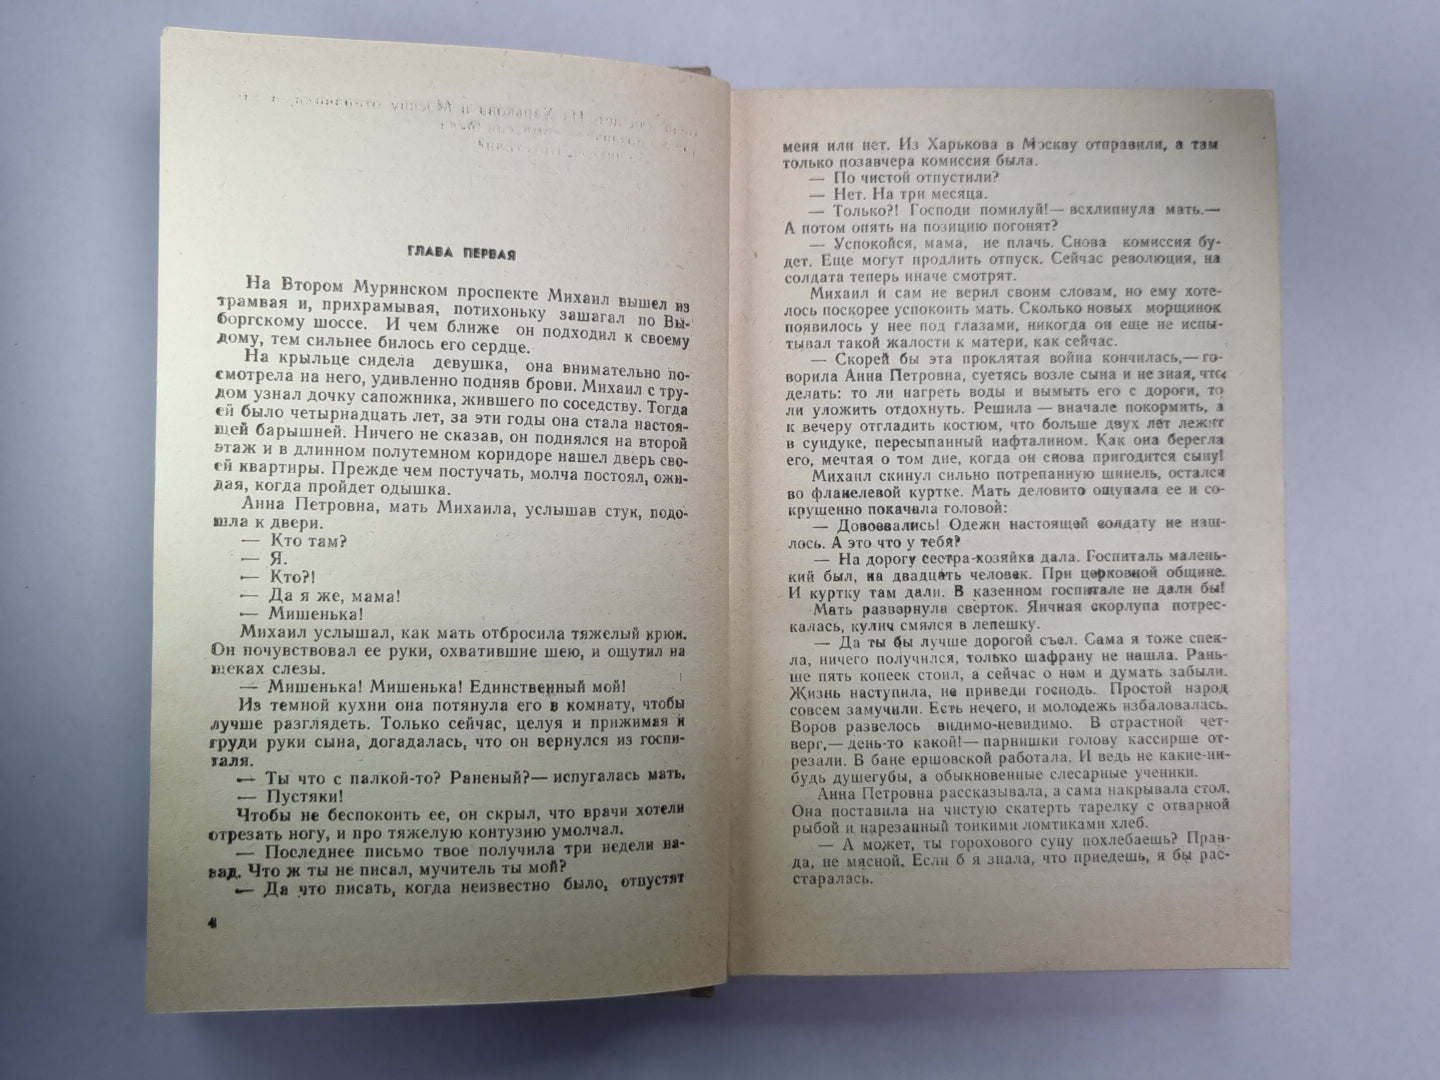 ГЛАВА ПЕРВАЯ
На Втором Муринском проспекте Михаил вышел из
трамвая и, прихрамывая, потихоньку зашагал по Вы-
боргскому шоссе. И чем ближе он подходил к своему
дому, тем сильнее билось его сердце.
На крыльце сидела девушка, она внимательно по-
смотрела на него, удивленно подняв брови. Михаил с тру-
дом узнал дочку сапожника, жившего по соседству. Тогда
ей было четырнадцать лет, за эти годы она стала настоя-
щей барышней. Ничего не сказав, он поднялся на второй
этаж и в длинном полутемном коридоре нашел дверь сво-
ей квартиры. Прежде чем постучать, молча постоял, ожи-
дая, когда пройдет одышка.
Анна Петровна, мать Михаила, услышав стук, подо-
шла к двери.
— Кто там?
— Я.
— Кто?!
— Да я же, мама!
— Мишенька!
Михаил услышал, как мать отбросила тяжелый крюк.
Он почувствовал ее руки, охватившие шею, и ощутил на
щеках слезы.
— Мишенька! Мишенька! Единственный мой!
Из темной кухни она потянула его в комнату, чтобы
лучше разглядеть. Только сейчас, целуя и прижимая к
груди руки сына, догадалась, что он вернулся из госпи-
таля.
— Ты что с палкой-то? Раненый?— испугалась мать.
— Пустяки!
Чтобы не беспокоить ее, он скрыл, что врачи хотели
отрезать ногу, и про тяжелую контузию умолчал.
— Последнее письмо твое получила три недели на-
зад. Что ж ты не писал, мучитель ты мой?
— Да что писать, когда неизвестно было, отпустят
4
меня или нет. Из Харькова в Москву отправили, а там
только позавчера комиссия была.
— По чистой отпустили?
— Нет. На три месяца.
— Только?! Господи помилуй!— всхлипнула мать.—
А потом опять на позицию погонят?
— Успокойся, мама, не плачь. Снова комиссия бу-
дет. Еще могут продлить отпуск. Сейчас революция, на
солдата теперь иначе смотрят.
Михаил и сам не верил своим словам, но ему хоте-
лось поскорее успокоить мать. Сколько новых морщинок
появилось у нее под глазами, никогда он еще не испы-
тывал такой жалости к матери, как сейчас.
— Скорей бы эта проклятая война кончилась,— го-
ворила Анна Петровна, суетясь возле сына и не зная, что
делать: то ли нагреть воды и вымыть его с дороги, то
ли уложить отдохнуть. Решила — вначале покормить, а
к вечеру отгладить костюм, что больше двух лет лежит
в сундуке, пересыпанный нафталином. Как она берегла
его, мечтая о том дне, когда он снова пригодится сыну!
Михаил скинул сильно потрепанную шинель, остался
во фланелевой куртке. Мать деловито ощупала ее и со-
крушенно покачала головой:
— Довоевались! Одежи настоящей солдату не наш-
лось. А это что у тебя?
— На дорогу сестра-хозяйка дала. Госпиталь малень-
кий был, на двадцать человек. При церковной общине.
И куртку там дали. В казенном госпитале не дали бы!
Мать развернула сверток. Яичная скорлупа потрес-
калась, кулич смялся в лепешку.
— Да ты бы лучше дорогой съел. Сама я тоже спек-
ла, ничего получился, только шафрану не нашла. Рань-
ше пять копеек стоил, а сейчас о нем и думать забыли.
Жизнь наступила, не приведи господь. Простой народ
совсем замучили. Есть нечего, и молодежь избаловалась.
Воров развелось видимо-невидимо. В страстной чет-
верг,— день-то какой!— парнишки голову кассирше от-
резали. В бане ершовской работала. И ведь не какие-ни-
будь душегубы, а обыкновенные слесарные ученики.
Анна Петровна рассказывала, а сама накрывала стол.
Она поставила на чистую скатерть тарелку с отварной
рыбой и нарезанный тонкими ломтиками хлеб.
— А может, ты горохового супу похлебаешь? Прав-
да, не мясной. Если б я знала, что приедешь, я бы рас-
старалась.